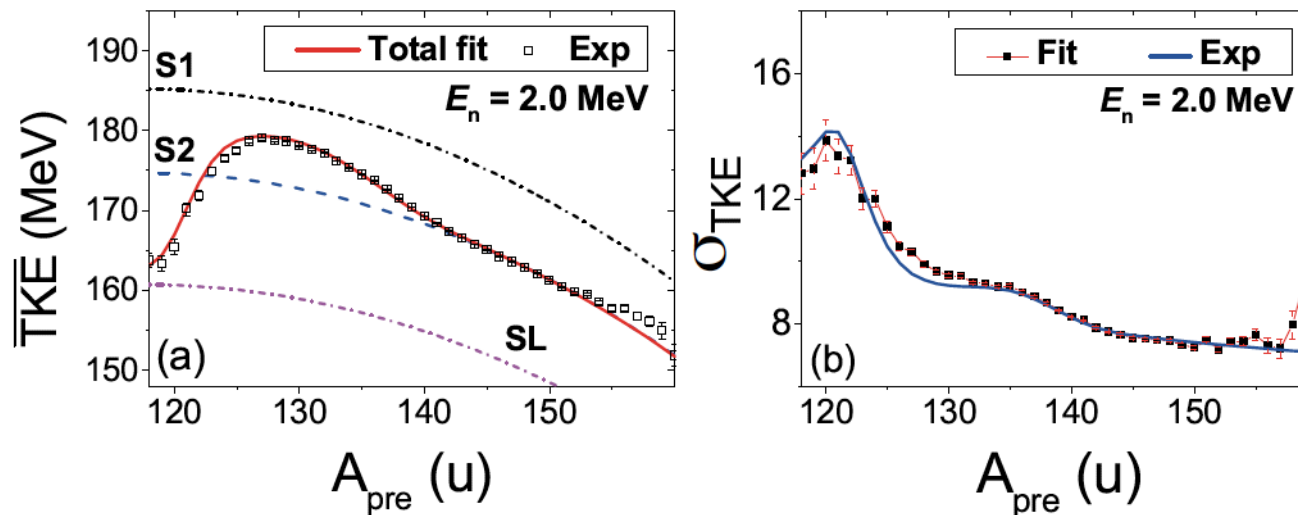 Total fit Exp
S1
E_n = 2.0 MeV
S2
SL
(a)
190
180
170
160
150
120 130 140 150
TKE (MeV)
A_pre (u)
Fit Exp
E_n = 2.0 MeV
(b)
16
12
8
120 130 140 150
σ_TKE
A_pre (u)